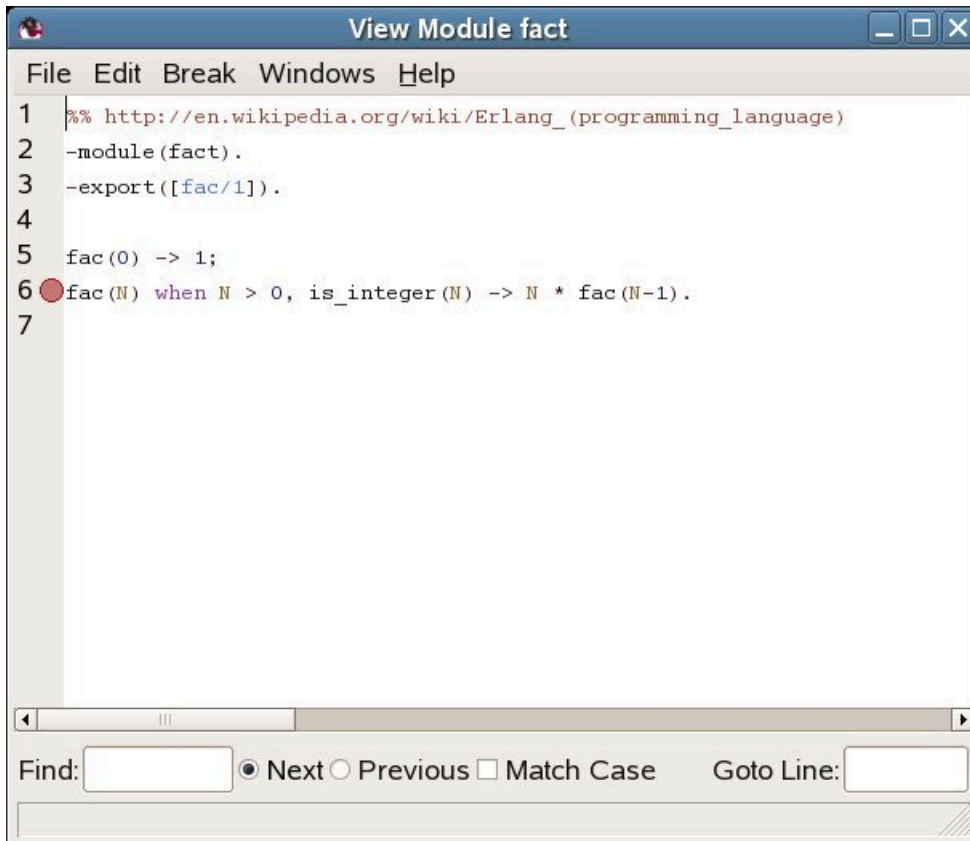 View Module fact
File Edit Break Windows Help
1 %% http://en.wikipedia.org/wiki/Erlang_(programming_language)
2 -module(fact).
3 -export([fac/1]).
4
5 fac(0) -> 1;
6 fac(N) when N > 0, is_integer(N) -> N * fac(N-1).
7
Find: Next Previous Match Case Goto Line: